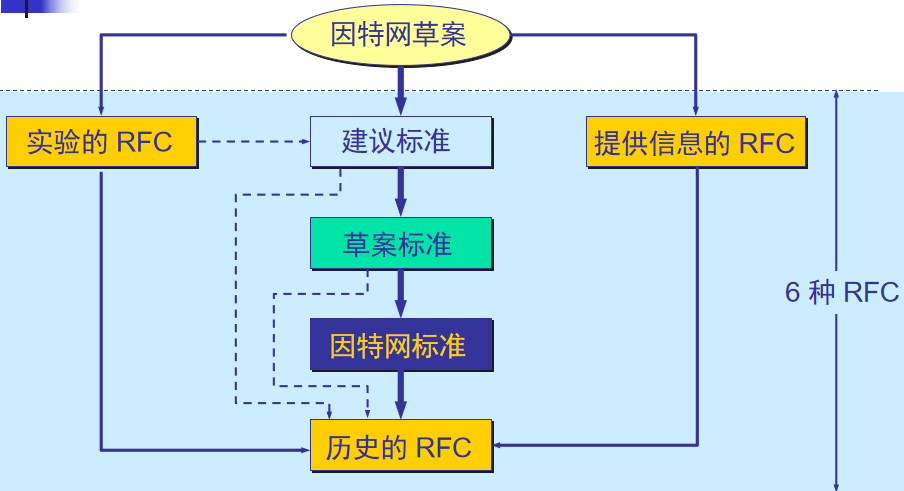 因特网草案
实验的 RFC
建议标准
提供信息的 RFC
草案标准
6 种 RFC
因特网标准
历史的 RFC